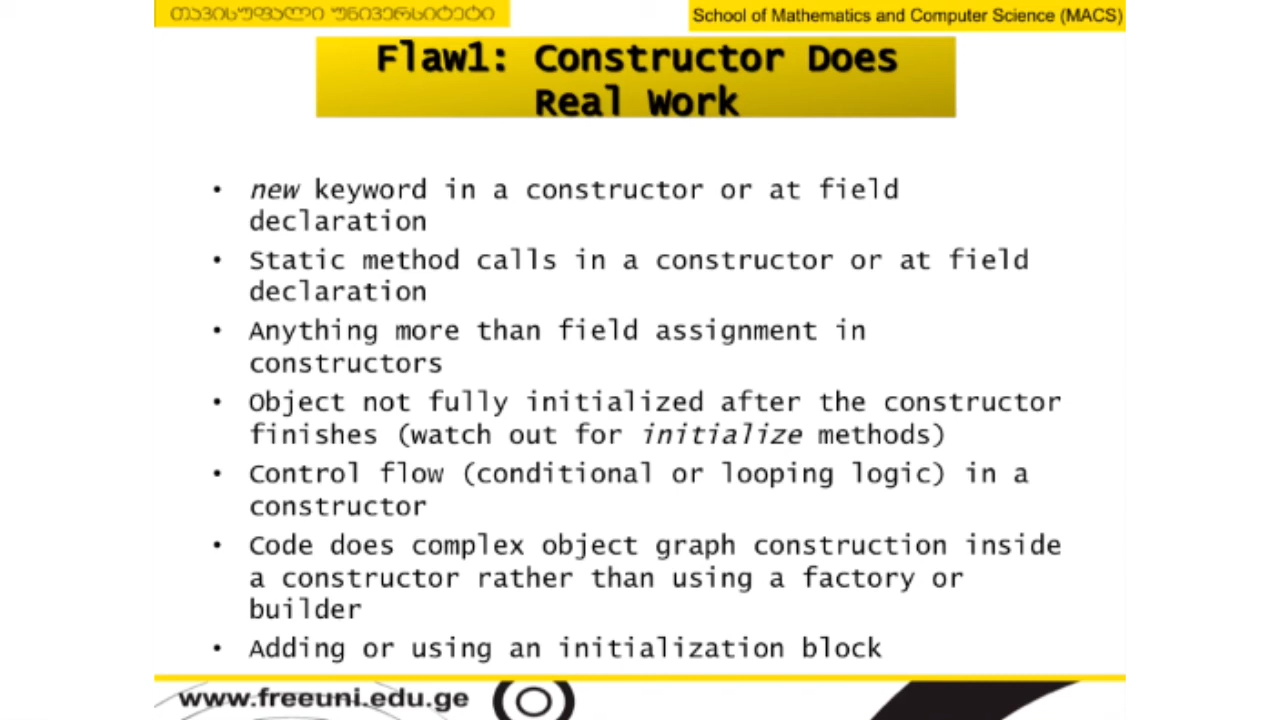 თავისუფალი უნივერსიტეტი
School of Mathematics and Computer Science (MACS)
Flaw1: Constructor Does
Real Work
• new keyword in a constructor or at field
declaration
• Static method calls in a constructor or at field
declaration
• Anything more than field assignment in
constructors
• Object not fully initialized after the constructor
finishes (watch out for initialize methods)
• Control flow (conditional or looping logic) in a
constructor
• Code does complex object graph construction inside
a constructor rather than using a factory or
builder
• Adding or using an initialization block
www.freeuni.edu.ge